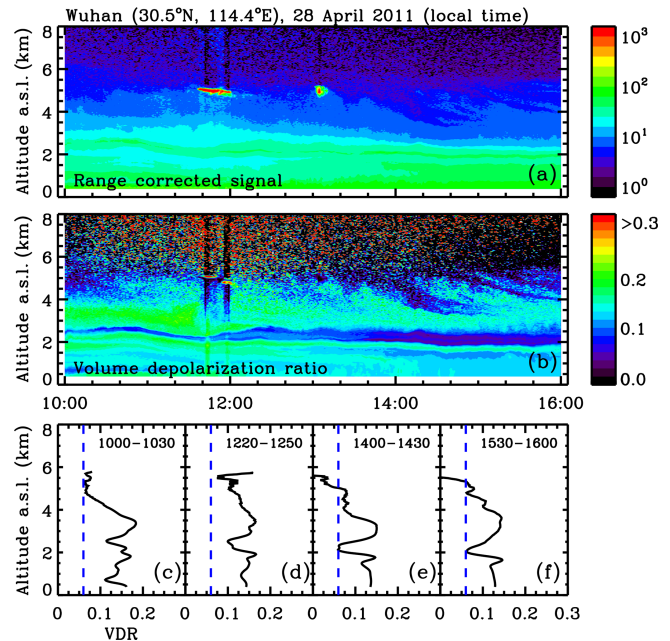 Wuhan (30.5°N, 114.4°E), 28 April 2011 (local time)
Altitude a.s.l. (km)
8
6
4
2
0
Range corrected signal
(a)
10³
10²
10¹
10⁰
Altitude a.s.l. (km)
8
6
4
2
0
Volume depolarization ratio
(b)
>0.3
0.2
0.1
0.0
10:00 12:00 14:00 16:00
Altitude a.s.l. (km)
8
6
4
2
0
1000−1030 1220−1250 1400−1430 1530−1600
(c) (d) (e) (f)
0 0.1 0.2 0 0.1 0.2 0 0.1 0.2 0 0.1 0.2 0.3
VDR